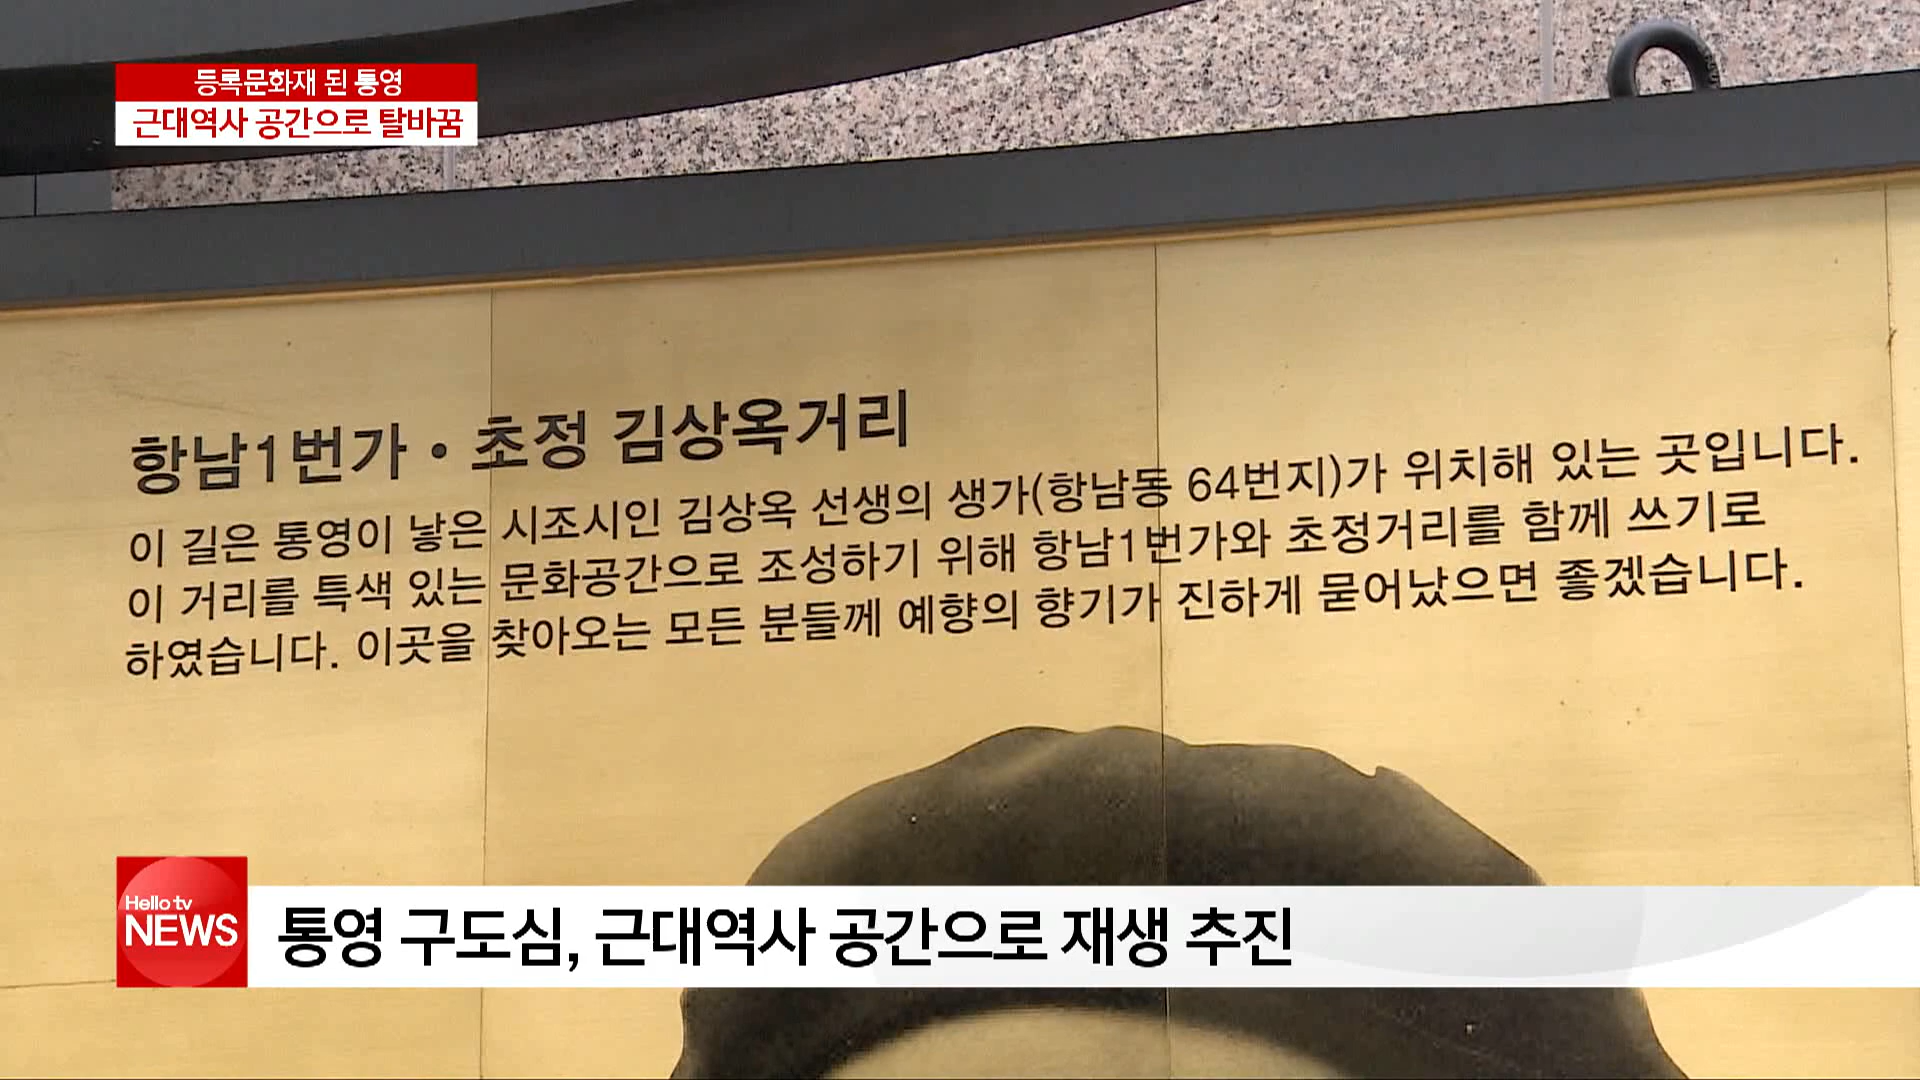 등록문화재 된 통영
근대역사 공간으로 탈바꿈
항남1번가·초정 김상옥거리
이 길은 통영이 낳은 시조시인 김상옥 선생의 생가(항남동 64번지)가 위치해 있는 곳입니다.
이 거리를 특색 있는 문화공간으로 조성하기 위해 항남1번가와 초정거리를 함께 쓰기로
하였습니다. 이곳을 찾아오는 모든 분들께 예향의 향기가 진하게 묻어났으면 좋겠습니다.
Hello tv
NEWS
통영 구도심, 근대역사 공간으로 재생 추진